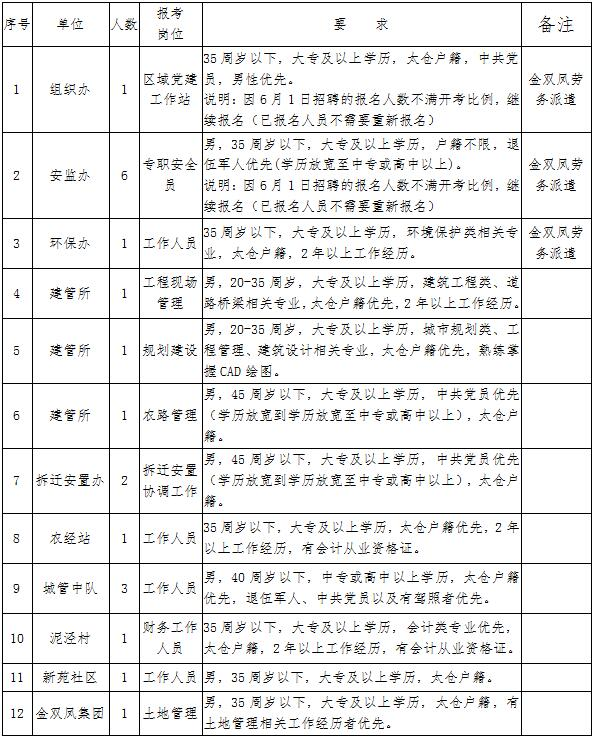 序号 单位 人数 报考岗位 要 求 备注
1 组织办 1 区域党建工作站 35周岁以下，大专及以上学历，太仓户籍，中共党员，男性优先。
说明：因6月1日招聘的报名人数不满开考比例，继续报名（已报名人员不需要重新报名） 金双凤劳务派遣
2 安监办 6 专职安全员 男，35周岁以下，大专及以上学历，户籍不限，退伍军人优先(学历放宽至中专或高中以上)。
说明：因6月1日招聘的报名人数不满开考比例，继续报名（已报名人员不需要重新报名） 金双凤劳务派遣
3 环保办 1 工作人员 35周岁以下，大专及以上学历，环境保护类相关专业，太仓户籍，2年以上工作经历。 金双凤劳务派遣
4 建管所 1 工程现场管理 男，20-35周岁，大专及以上学历，建筑工程类、道路桥梁相关专业，太仓户籍优先，2年以上工作经历。
5 建管所 1 规划建设 男，20-35周岁，大专及以上学历，城市规划类、工程管理、建筑设计相关专业，太仓户籍优先，熟练掌握CAD绘图。
6 建管所 1 农路管理 男，45周岁以下，大专及以上学历，中共党员优先（学历放宽到学历放宽至中专或高中以上），太仓户籍。
7 拆迁安置办 2 拆迁安置协调工作 男，45周岁以下，大专及以上学历，中共党员优先（学历放宽到学历放宽至中专或高中以上），太仓户籍。
8 农经站 1 工作人员 35周岁以下，大专及以上学历，太仓户籍优先，2年以上工作经历，有会计从业资格证。
9 城管中队 3 工作人员 男，40周岁以下，中专或高中以上学历，太仓户籍优先，退伍军人、中共党员以及有驾照者优先。
10 泥泾村 1 财务工作人员 35周岁以下，大专及以上学历，会计类专业优先，太仓户籍，2年以上工作经历，有会计从业资格证。
11 新苑社区 1 工作人员 男，35周岁以下，大专及以上学历，太仓户籍。
12 金双凤集团 1 土地管理 男，35周岁以下，大专及以上学历，太仓户籍，有土地管理相关工作经历者优先。